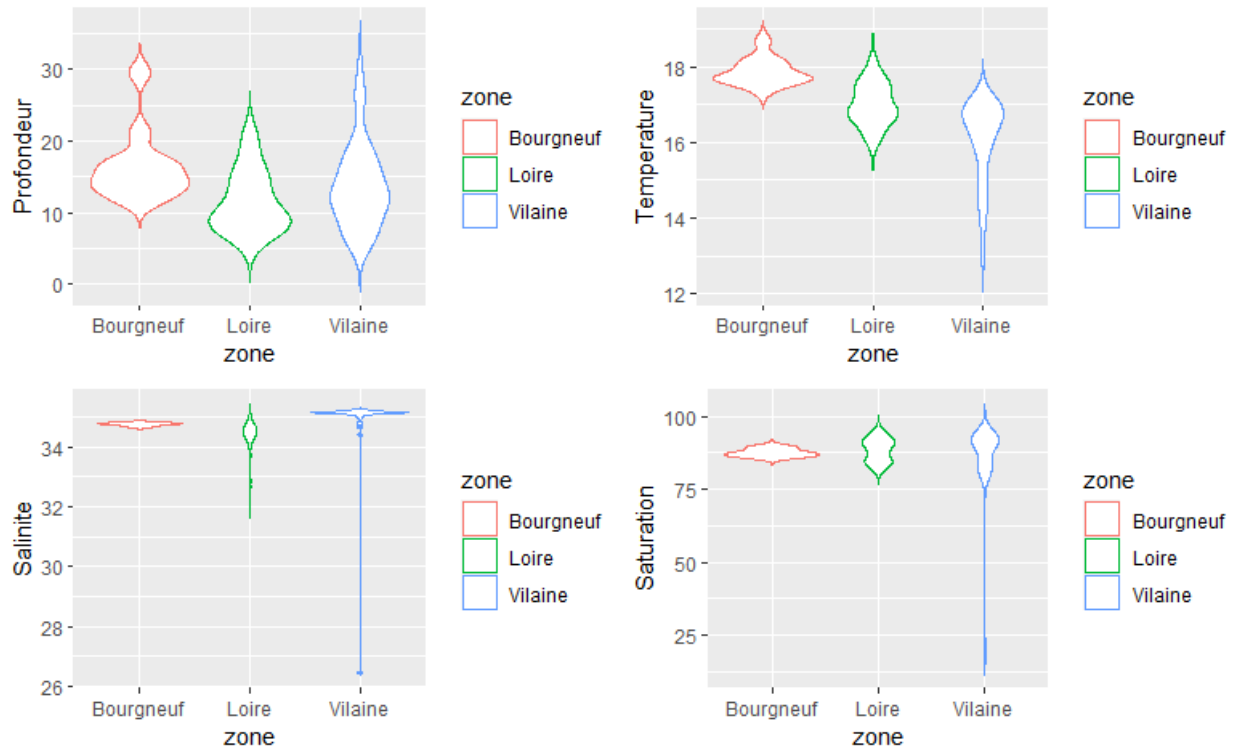 Profondeur
30
20
10
0
Bourgneuf Loire Vilaine
zone
zone
Bourgneuf
Loire
Vilaine
Temperature
18
16
14
12
Bourgneuf Loire Vilaine
zone
zone
Bourgneuf
Loire
Vilaine
Salinite
34
32
30
28
26
Bourgneuf Loire Vilaine
zone
zone
Bourgneuf
Loire
Vilaine
Saturation
100
75
50
25
Bourgneuf Loire Vilaine
zone
zone
Bourgneuf
Loire
Vilaine